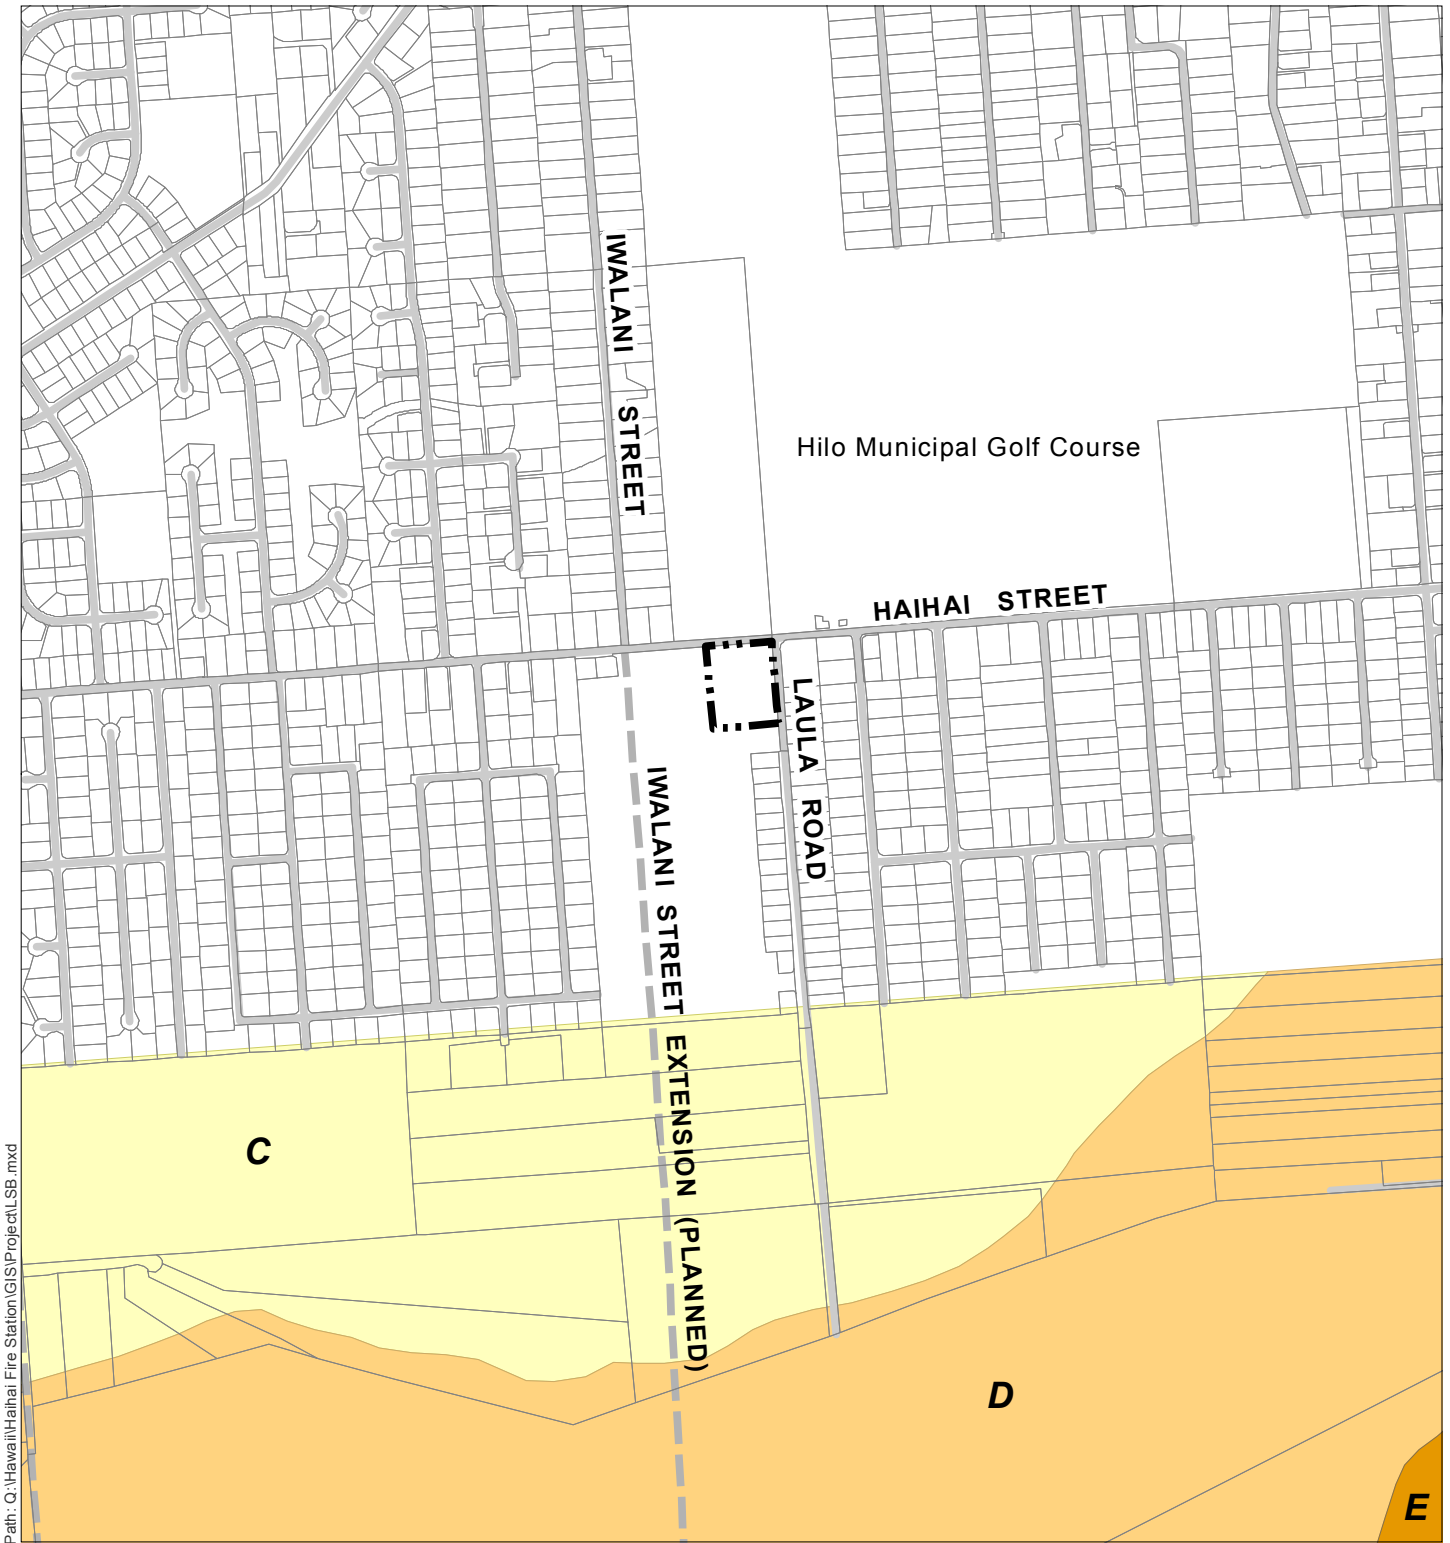 IWALANI STREET
Hilo Municipal Golf Course
HAIHAI STREET
LAULA ROAD
IWALANI STREET EXTENSION (PLANNED)
C
D
E
Path: Q:\Hawaii\Haihai Fire Station\GIS\Project\LSB.mxd